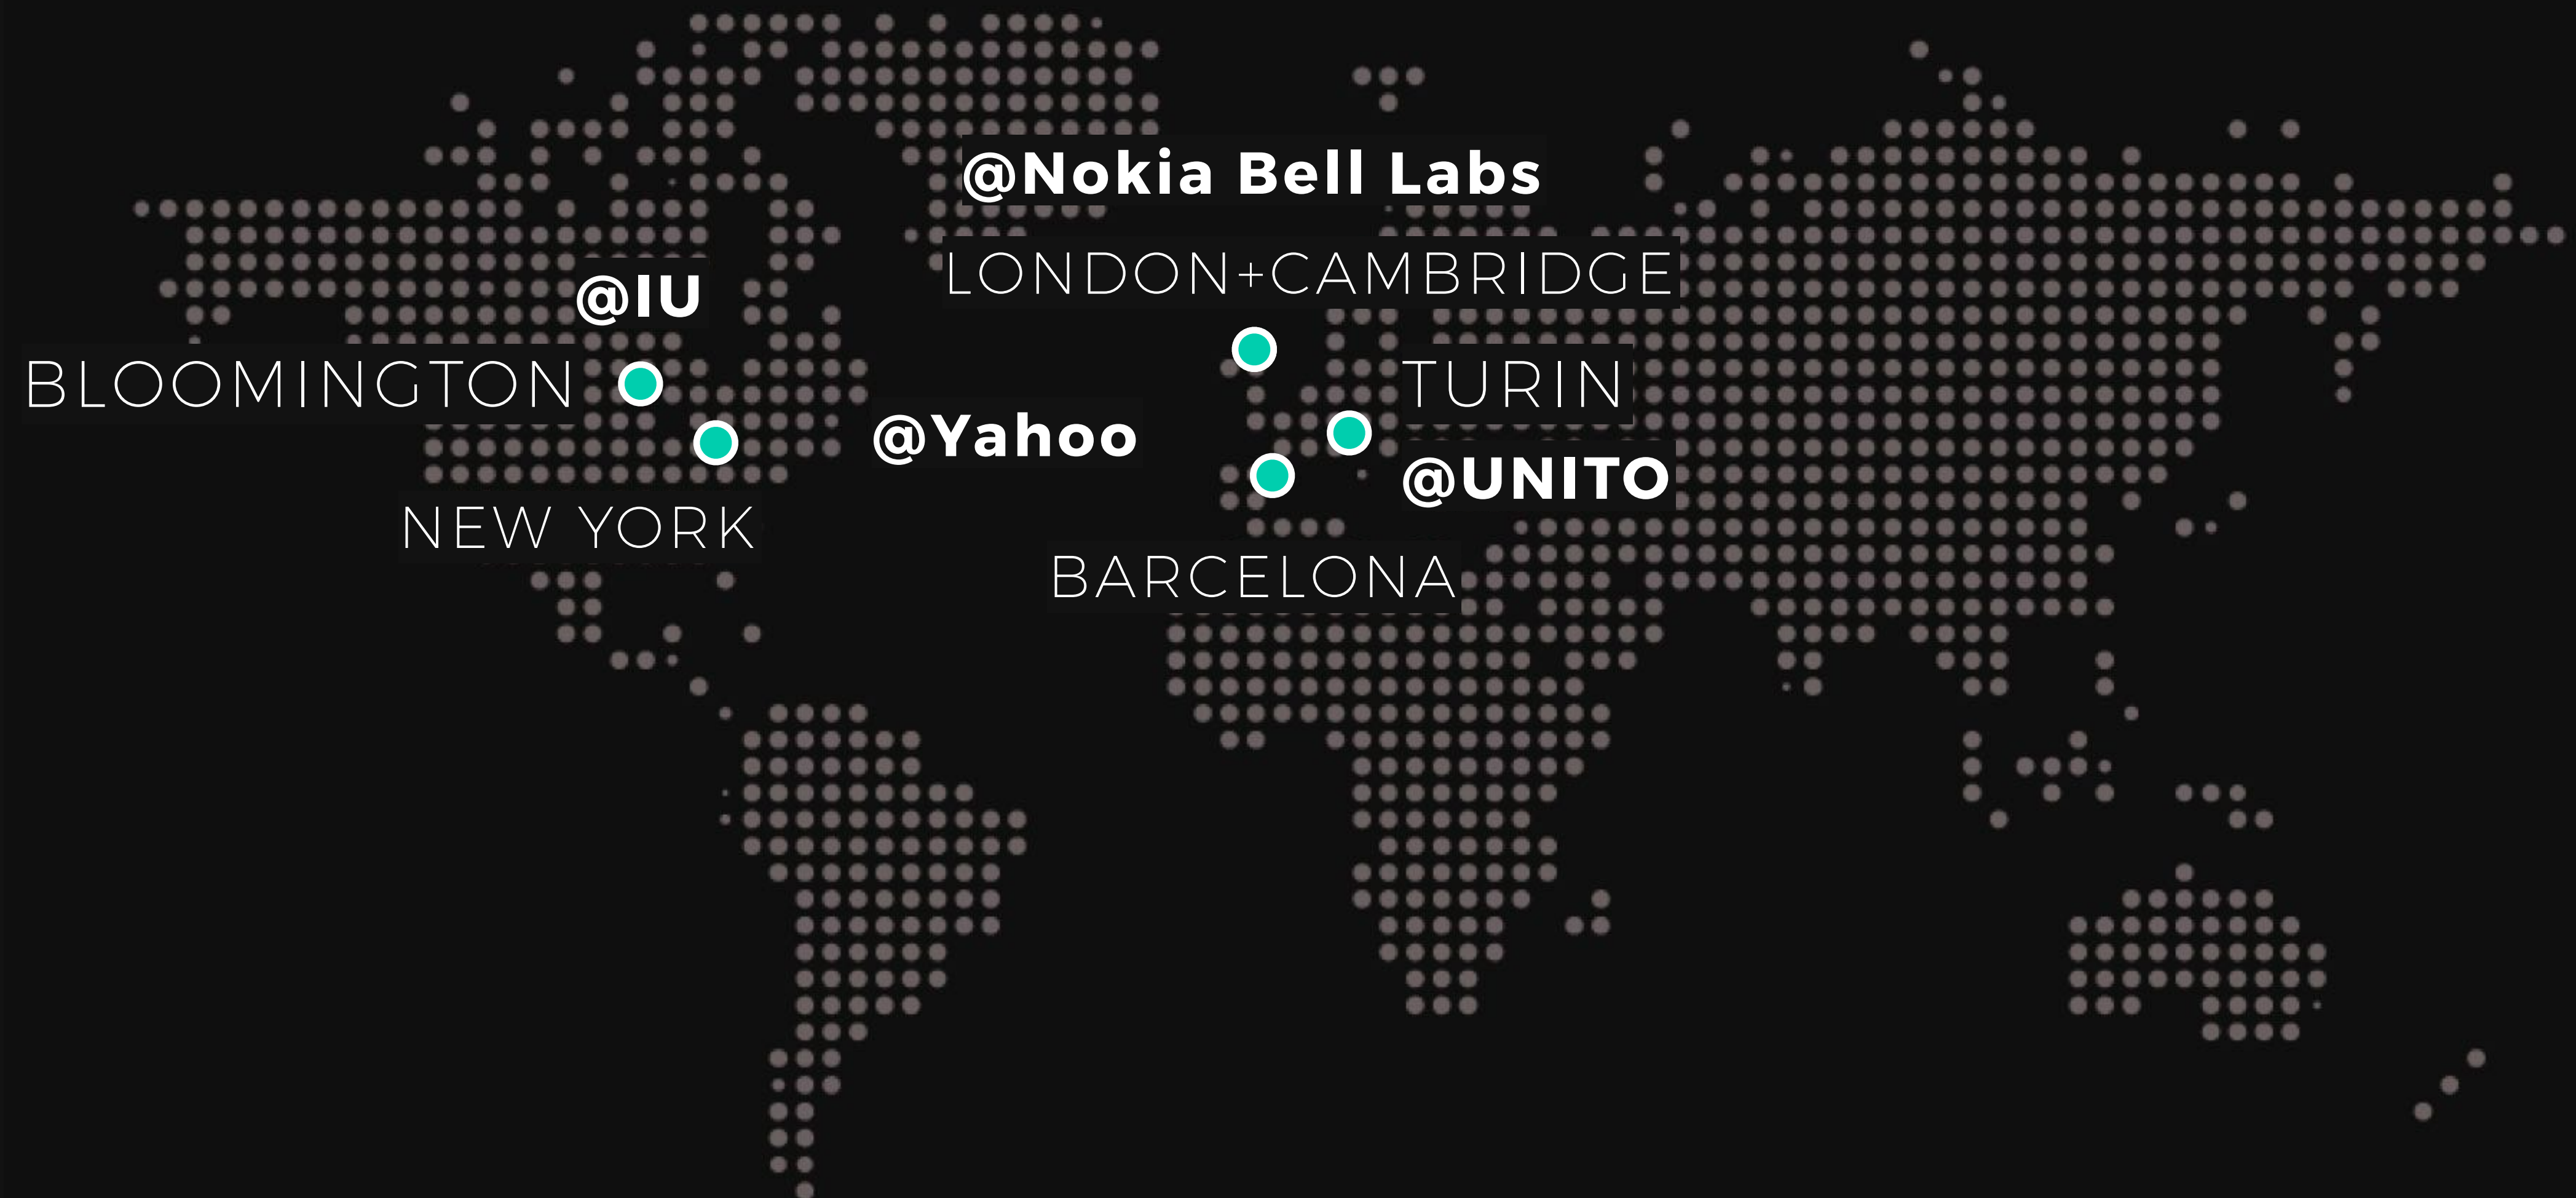 @Nokia Bell Labs
LONDON+CAMBRIDGE
@IU
BLOOMINGTON
TURIN
@Yahoo
@UNITO
NEW YORK
BARCELONA